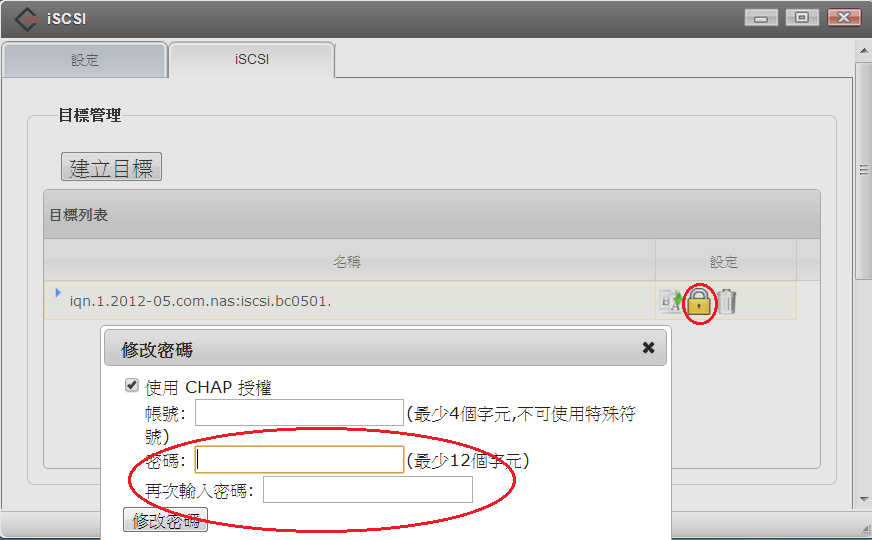 iSCSI
設定
iSCSI
目標管理
建立目標
目標列表
名稱
設定
iqn.1.2012-05.com.nas:iscsi.bc0501.
修改密碼
使用 CHAP 授權
帳號:
(最少4個字元,不可使用特殊符
號)
密碼:
(最少12個字元)
再次輸入密碼:
修改密碼